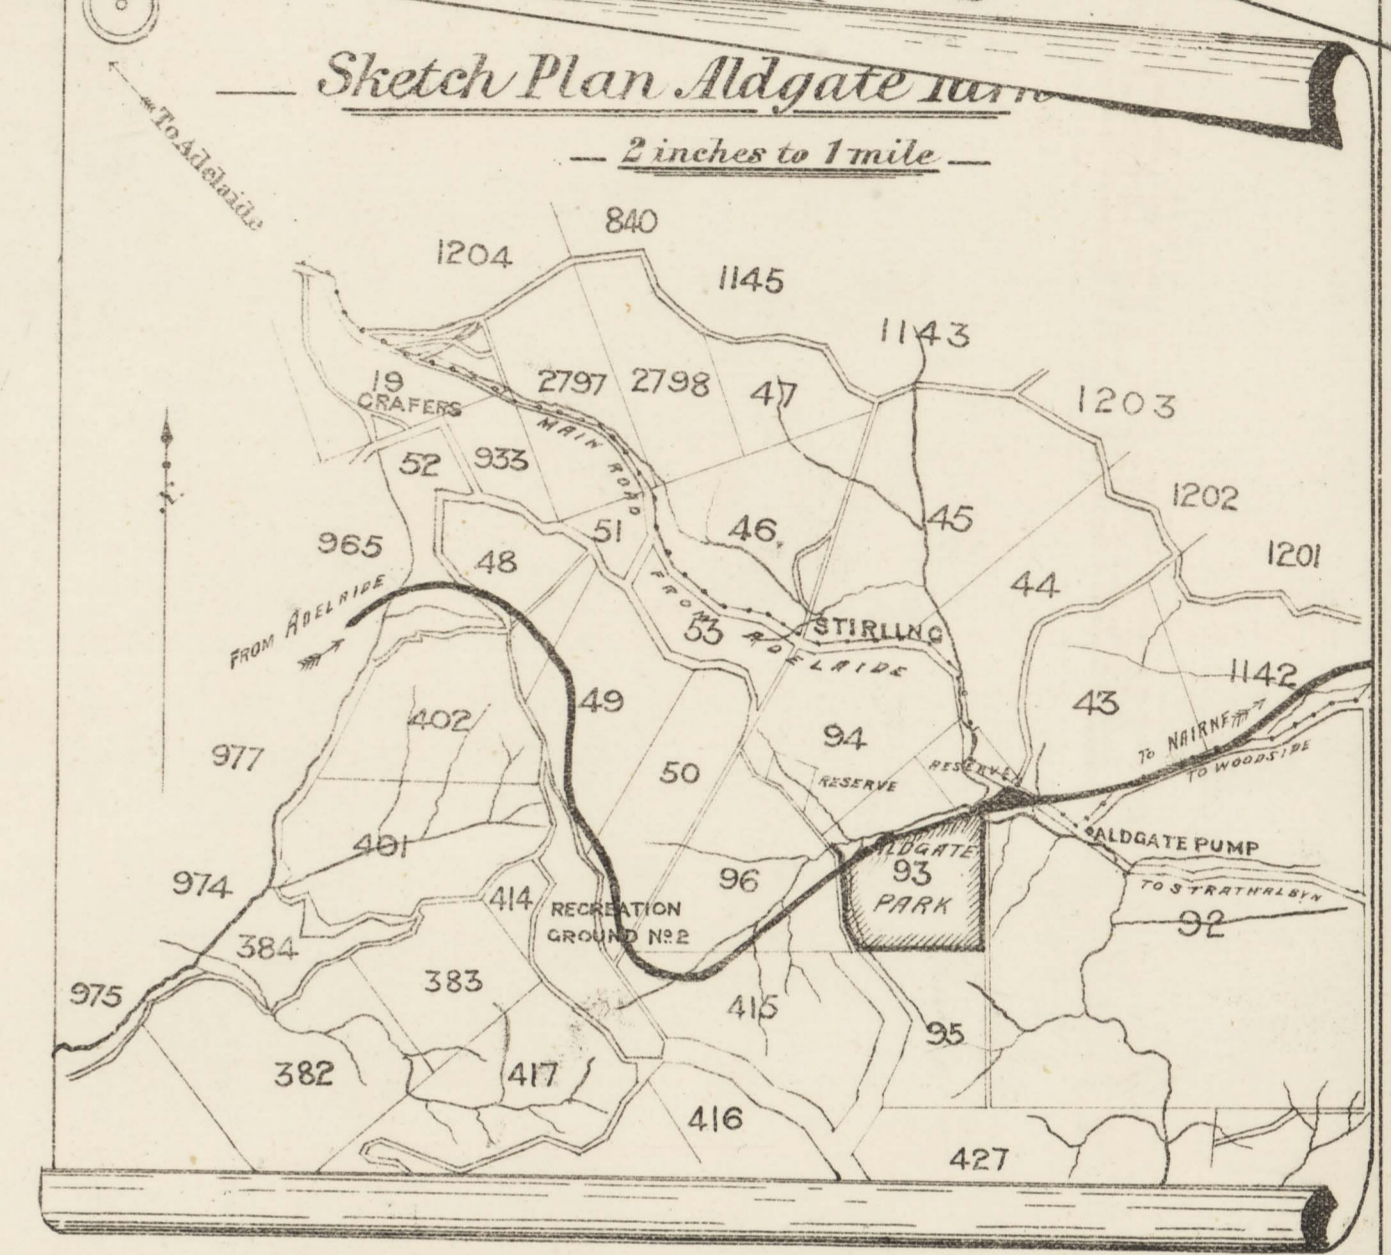 Sketch Plan Aldgate Park
2 inches to 1 mile
To Adelaide
840
1204
1145
1143
19
CRAFERS
2797
2798
47
1203
MAIN ROAD
52
933
1202
51
46
45
965
48
1201
44
FROM ADELAIDE
FROM ADELAIDE
53
STIRLING
1142
49
43
402
94
TO NAIRNE
977
TO WOODSIDE
50
RESERVE
RESERVE
401
ALDGATE PUMP
ALDGATE
93
PARK
974
96
TO STRATHALBYN
414
RECREATION
GROUND No 2
92
384
383
975
415
95
382
417
416
427